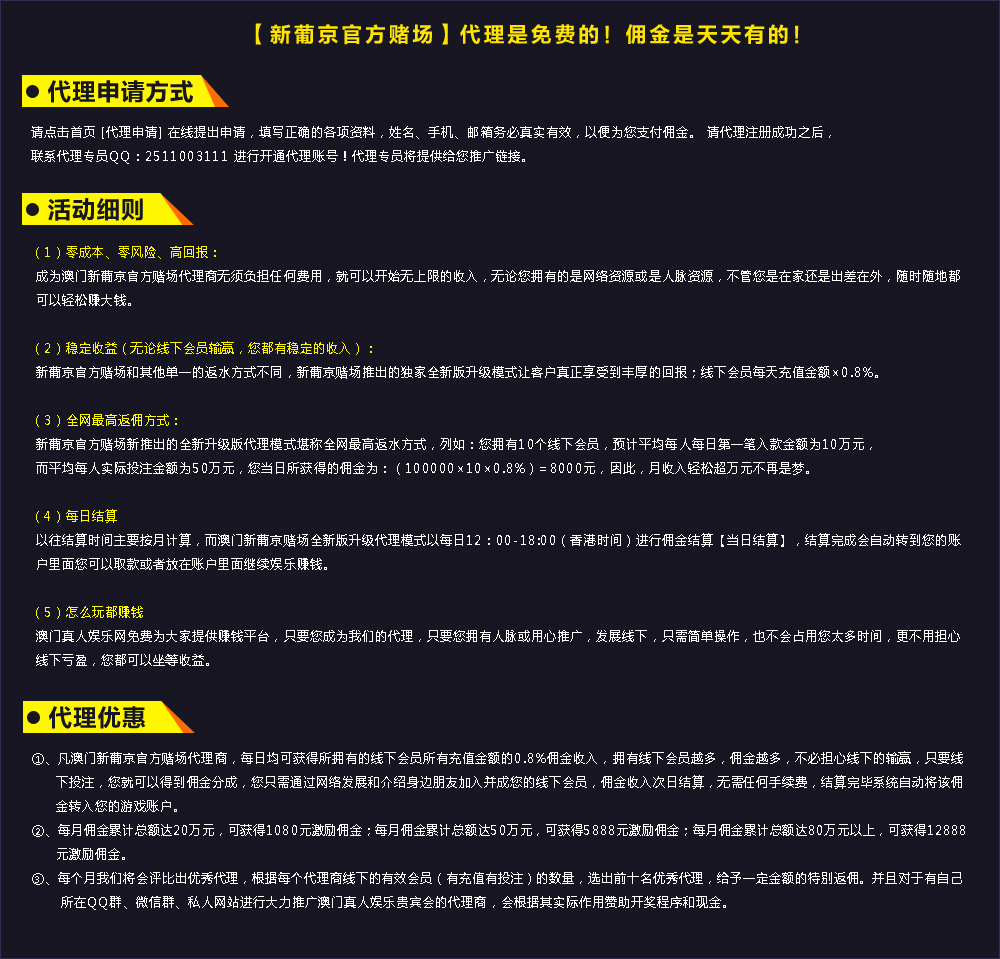 【新葡京官方赌场】代理是免费的！佣金是天天有的！
代理申请方式
请点击首页 [代理申请] 在线提出申请，填写正确的各项资料，姓名、手机、邮箱务必真实有效，以便为您支付佣金。 请代理注册成功之后，
联系代理专员QQ：2511003111 进行开通代理账号！代理专员将提供给您推广链接。
活动细则
（1）零成本、零风险、高回报：
成为澳门新葡京官方赌场代理商无须负担任何费用，就可以开始无上限的收入，无论您拥有的是网络资源或是人脉资源，不管您是在家还是出差在外，随时随地都
可以轻松赚大钱。
（2）稳定收益（无论线下会员输赢，您都有稳定的收入）：
新葡京官方赌场和其他单一的返水方式不同，新葡京赌场推出的独家全新版升级模式让客户真正享受到丰厚的回报；线下会员每天充值金额×0.8%。
（3）全网最高返佣方式：
新葡京官方赌场新推出的全新升级版代理模式堪称全网最高返水方式，列如：您拥有10个线下会员，预计平均每人每日第一笔入款金额为10万元，
而平均每人实际投注金额为50万元，您当日所获得的佣金为：（100000×10×0.8%）=8000元，因此，月收入轻松超万元不再是梦。
（4）每日结算
以往结算时间主要按月计算，而澳门新葡京赌场全新版升级代理模式以每日12：00-18:00（香港时间）进行佣金结算【当日结算】，结算完成会自动转到您的账
户里面您可以取款或者放在账户里面继续娱乐赚钱。
（5）怎么玩都赚钱
澳门真人娱乐网免费为大家提供赚钱平台，只要您成为我们的代理，只要您拥有人脉或用心推广，发展线下，只需简单操作，也不会占用您太多时间，更不用担心
线下亏盈，您都可以坐等收益。
代理优惠
①、凡澳门新葡京官方赌场代理商，每日均可获得所拥有的线下会员所有充值金额的0.8%佣金收入，拥有线下会员越多，佣金越多，不必担心线下的输赢，只要线
下投注，您就可以得到佣金分成，您只需通过网络发展和介绍身边朋友加入并成您的线下会员，佣金收入次日结算，无需任何手续费，结算完毕系统自动将该佣
金转入您的游戏账户。
②、每月佣金累计总额达20万元，可获得1080元激励佣金；每月佣金累计总额达50万元，可获得5888元激励佣金；每月佣金累计总额达80万元以上，可获得12888
元激励佣金。
③、每个月我们将会评比出优秀代理，根据每个代理商线下的有效会员（有充值有投注）的数量，选出前十名优秀代理，给予一定金额的特别返佣。并且对于有自己
所在QQ群、微信群、私人网站进行大力推广澳门真人娱乐贵宾会的代理商，会根据其实际作用赞助开奖程序和现金。